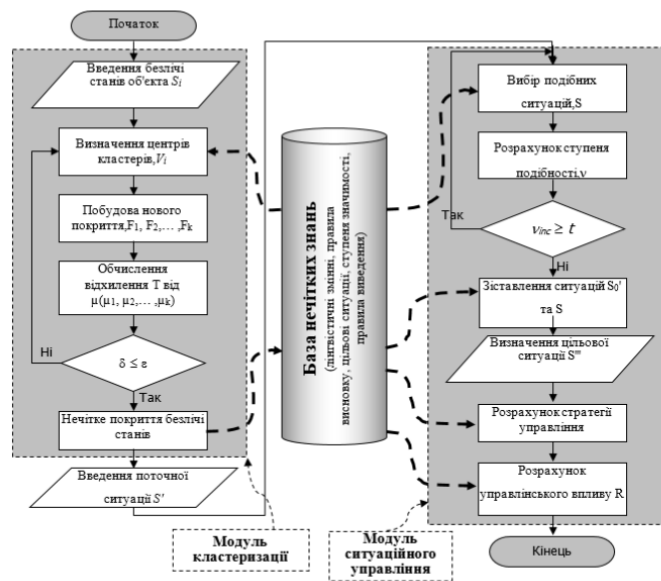 Початок
Введення безлічі
станів об'єкта Si
Визначення центрів
кластерів,Vi
Побудова нового
покриття,F1, F2,… ,Fk
Обчислення
відхилення T від
μ(μ1, μ2,… ,μk)
Ні
δ ≤ ε
Так
Нечітке покриття безлічі
станів
Введення поточної
ситуації S'
Модуль
кластеризації
База нечітких знань
(лінгвістичні змінні, правила
висновку, цільові ситуації, ступеня значимості,
правила виведення)
Вибір подібних
ситуацій,S
Розрахунок ступеня
подібності,ν
Так
νinc ≥ t
Ні
Зіставлення ситуацій S0'
та S
Визначення цільової
ситуації S'''
Розрахунок стратегії
управління
Розрахунок
управлінського впливу R
Модуль
ситуаційного
управління
Кінець